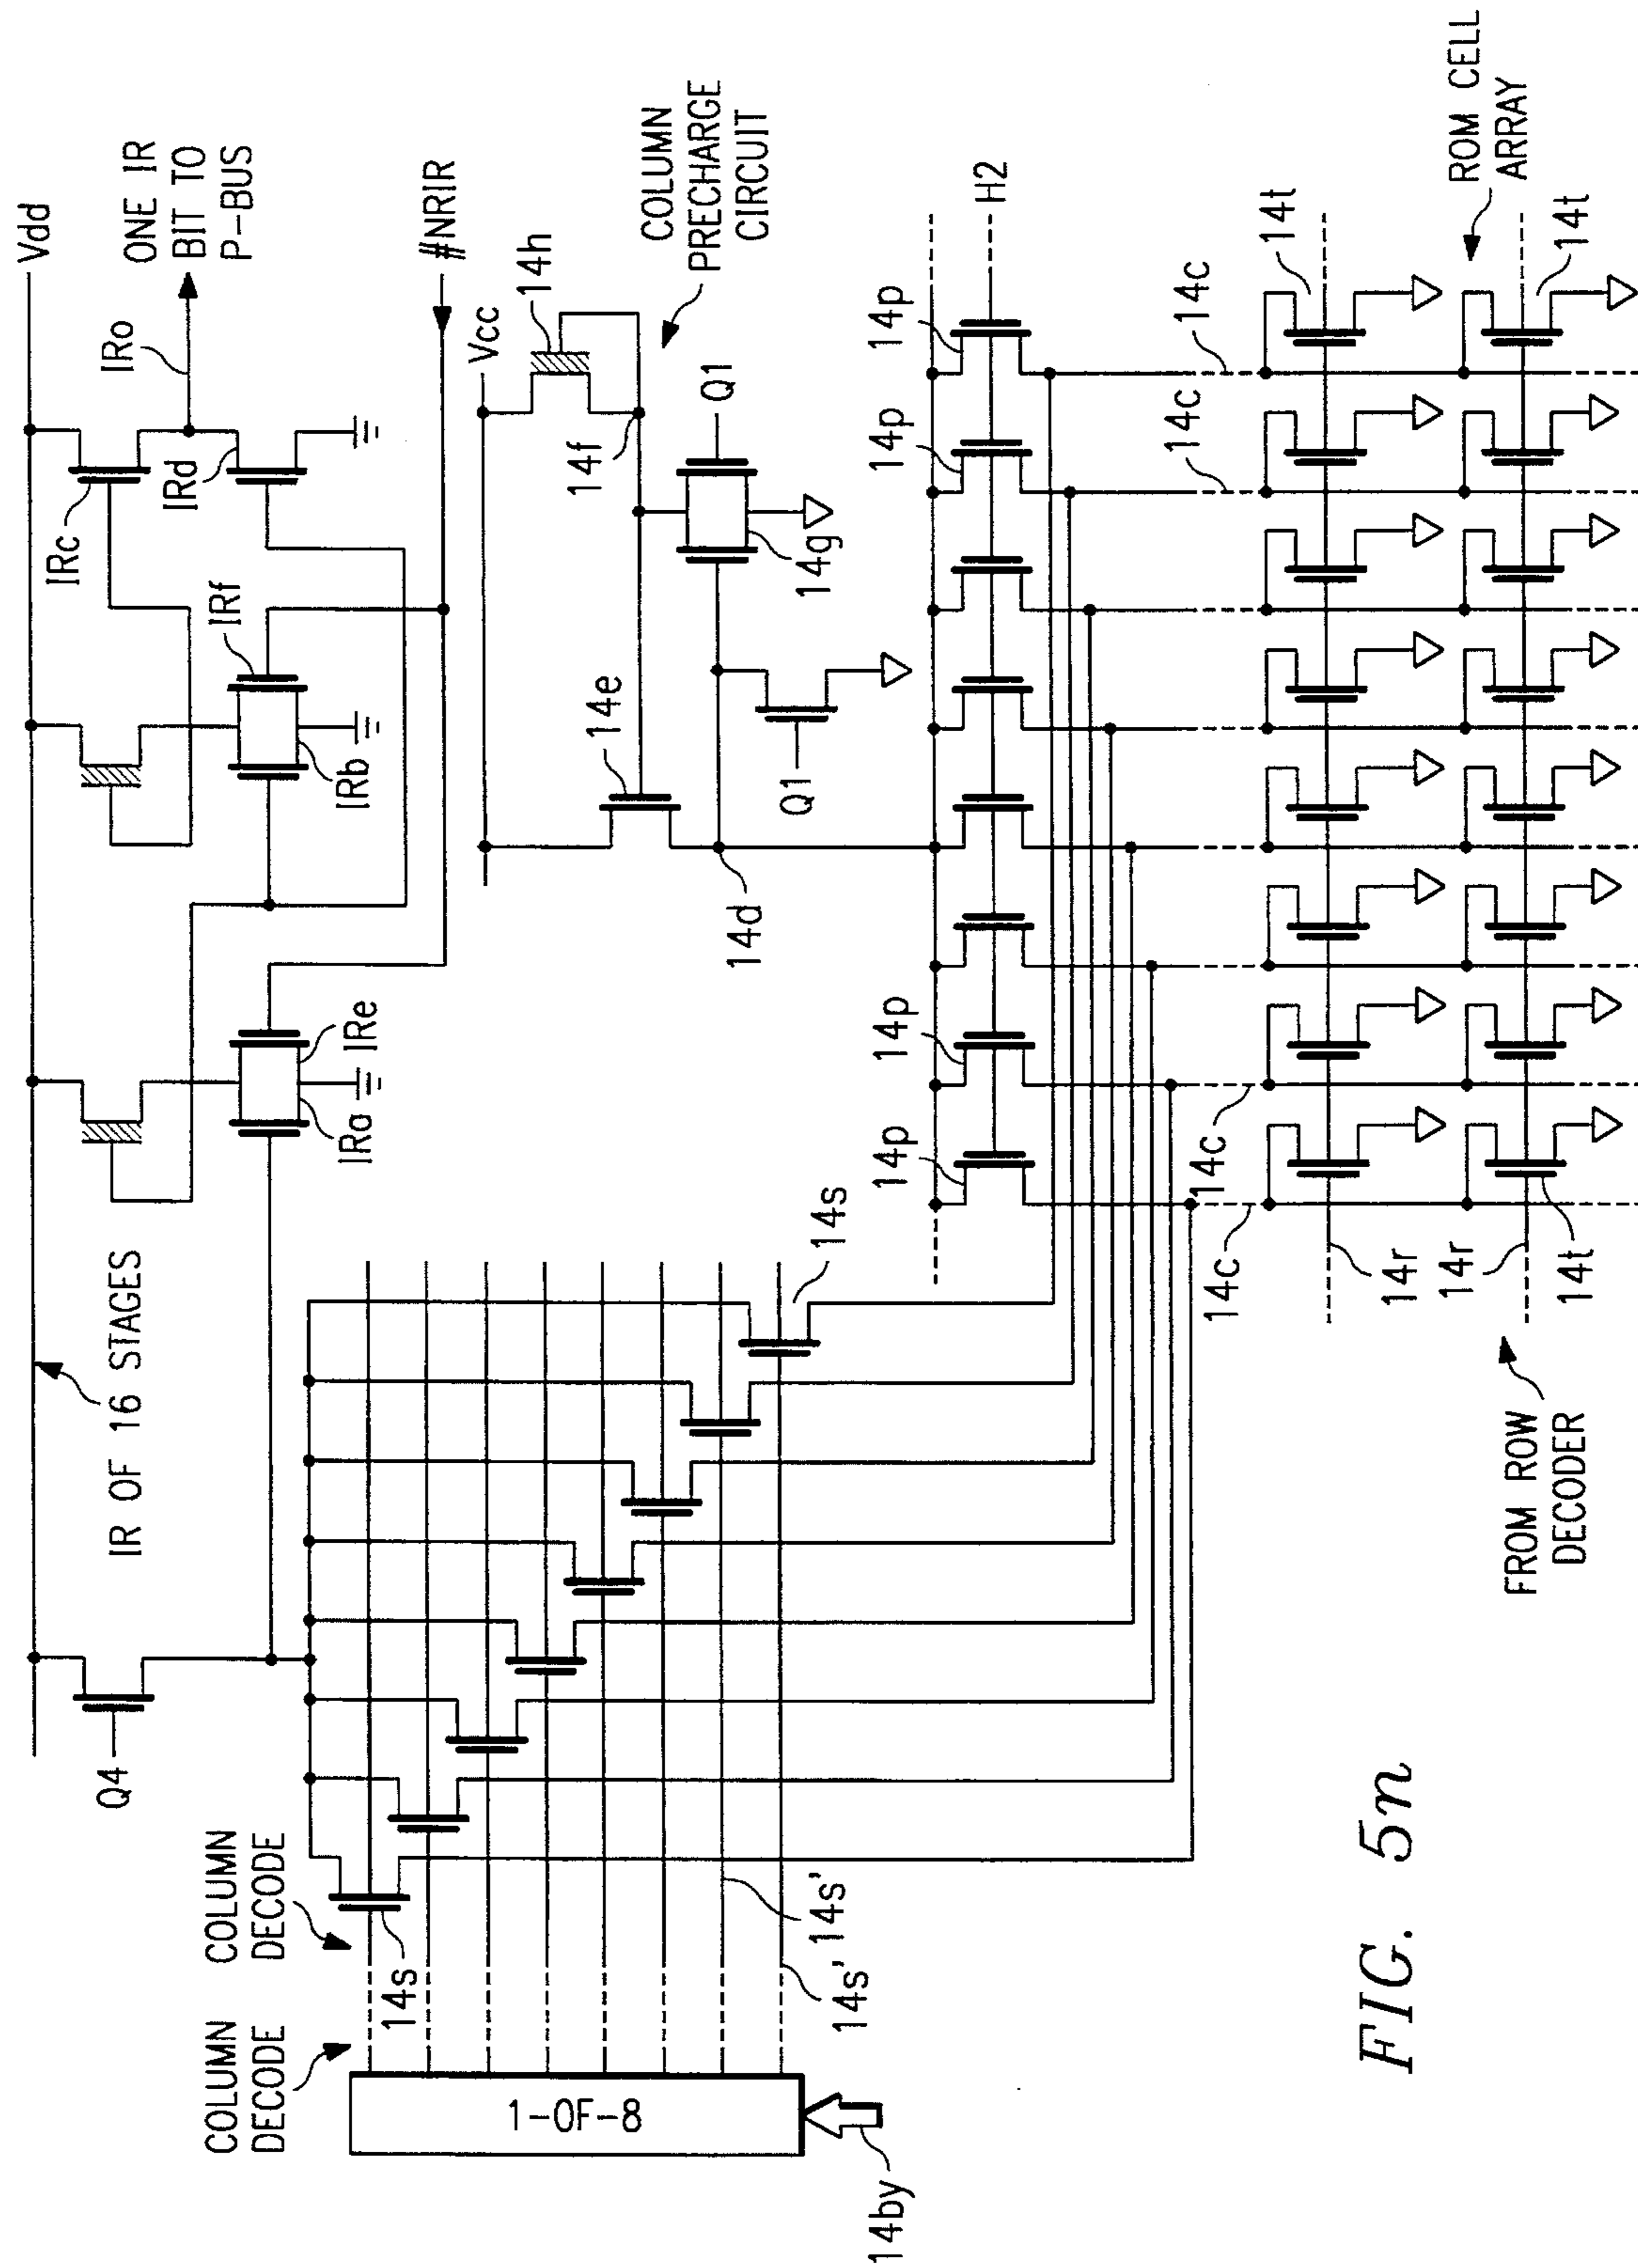 Vdd
ONE IR
BIT TO
P-BUS
IRo
#NRIR
IRc
IRd
IRf
IRb
IRe
IRa
IR OF 16 STAGES
Q4
Vcc
14h
COLUMN
PRECHARGE
CIRCUIT
14f
Q1
14g
14e
Q1
14d
H2
14p
14p
14p
14p
14c
14c
14c
14c
14t
ROM CELL
ARRAY
14t
14r
14r
14t
FROM ROW
DECODER
COLUMN
DECODE
COLUMN
DECODE
14s
14s
14s'
14s'
1-OF-8
14by
FIG. 5n